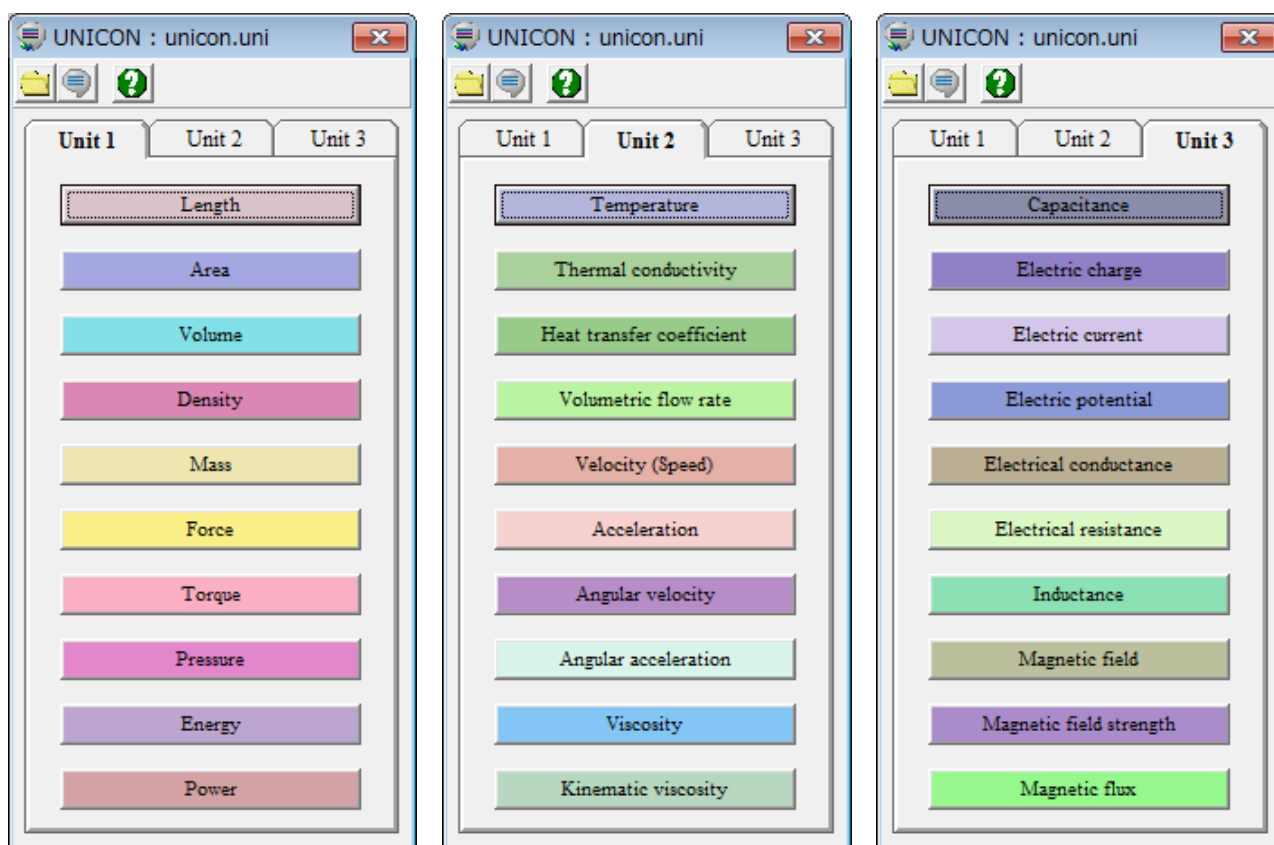 UNICON : unicon.uni
Unit 1 Unit 2 Unit 3
Length
Area
Volume
Density
Mass
Force
Torque
Pressure
Energy
Power
UNICON : unicon.uni
Unit 1 Unit 2 Unit 3
Temperature
Thermal conductivity
Heat transfer coefficient
Volumetric flow rate
Velocity (Speed)
Acceleration
Angular velocity
Angular acceleration
Viscosity
Kinematic viscosity
UNICON : unicon.uni
Unit 1 Unit 2 Unit 3
Capacitance
Electric charge
Electric current
Electric potential
Electrical conductance
Electrical resistance
Inductance
Magnetic field
Magnetic field strength
Magnetic flux